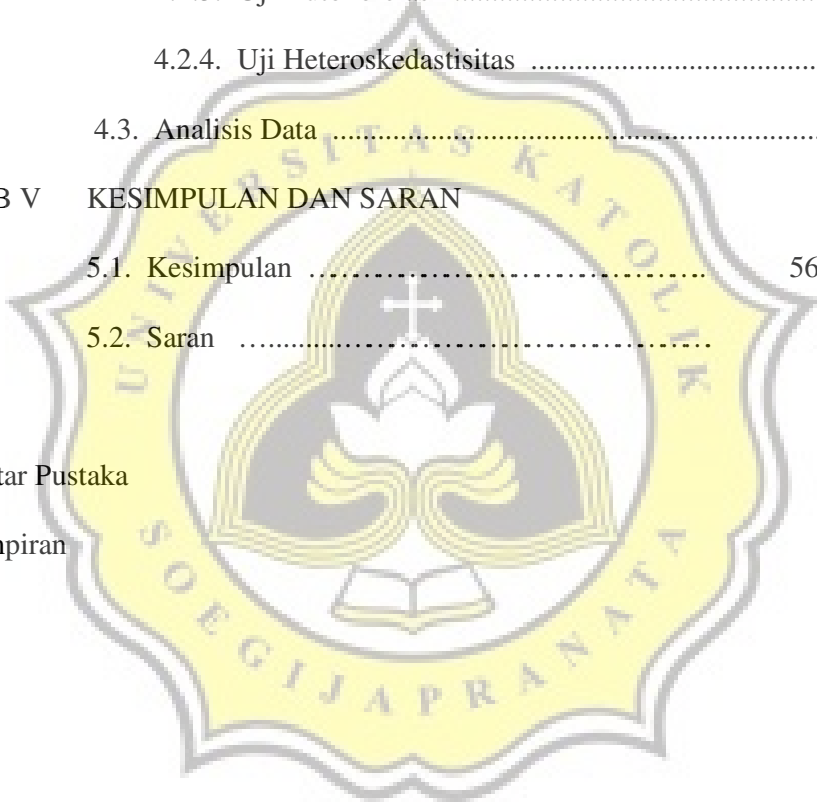 4.2.4. Uji Heteroskedastisitas ....................................
4.3. Analisis Data ............................................................
B V KESIMPULAN DAN SARAN
5.1. Kesimpulan ………………………………………. 56
5.2. Saran …..........……………………………………
tar Pustaka
piran
UNIVERSITAS KATOLIK
SOEGIJAPRANATA